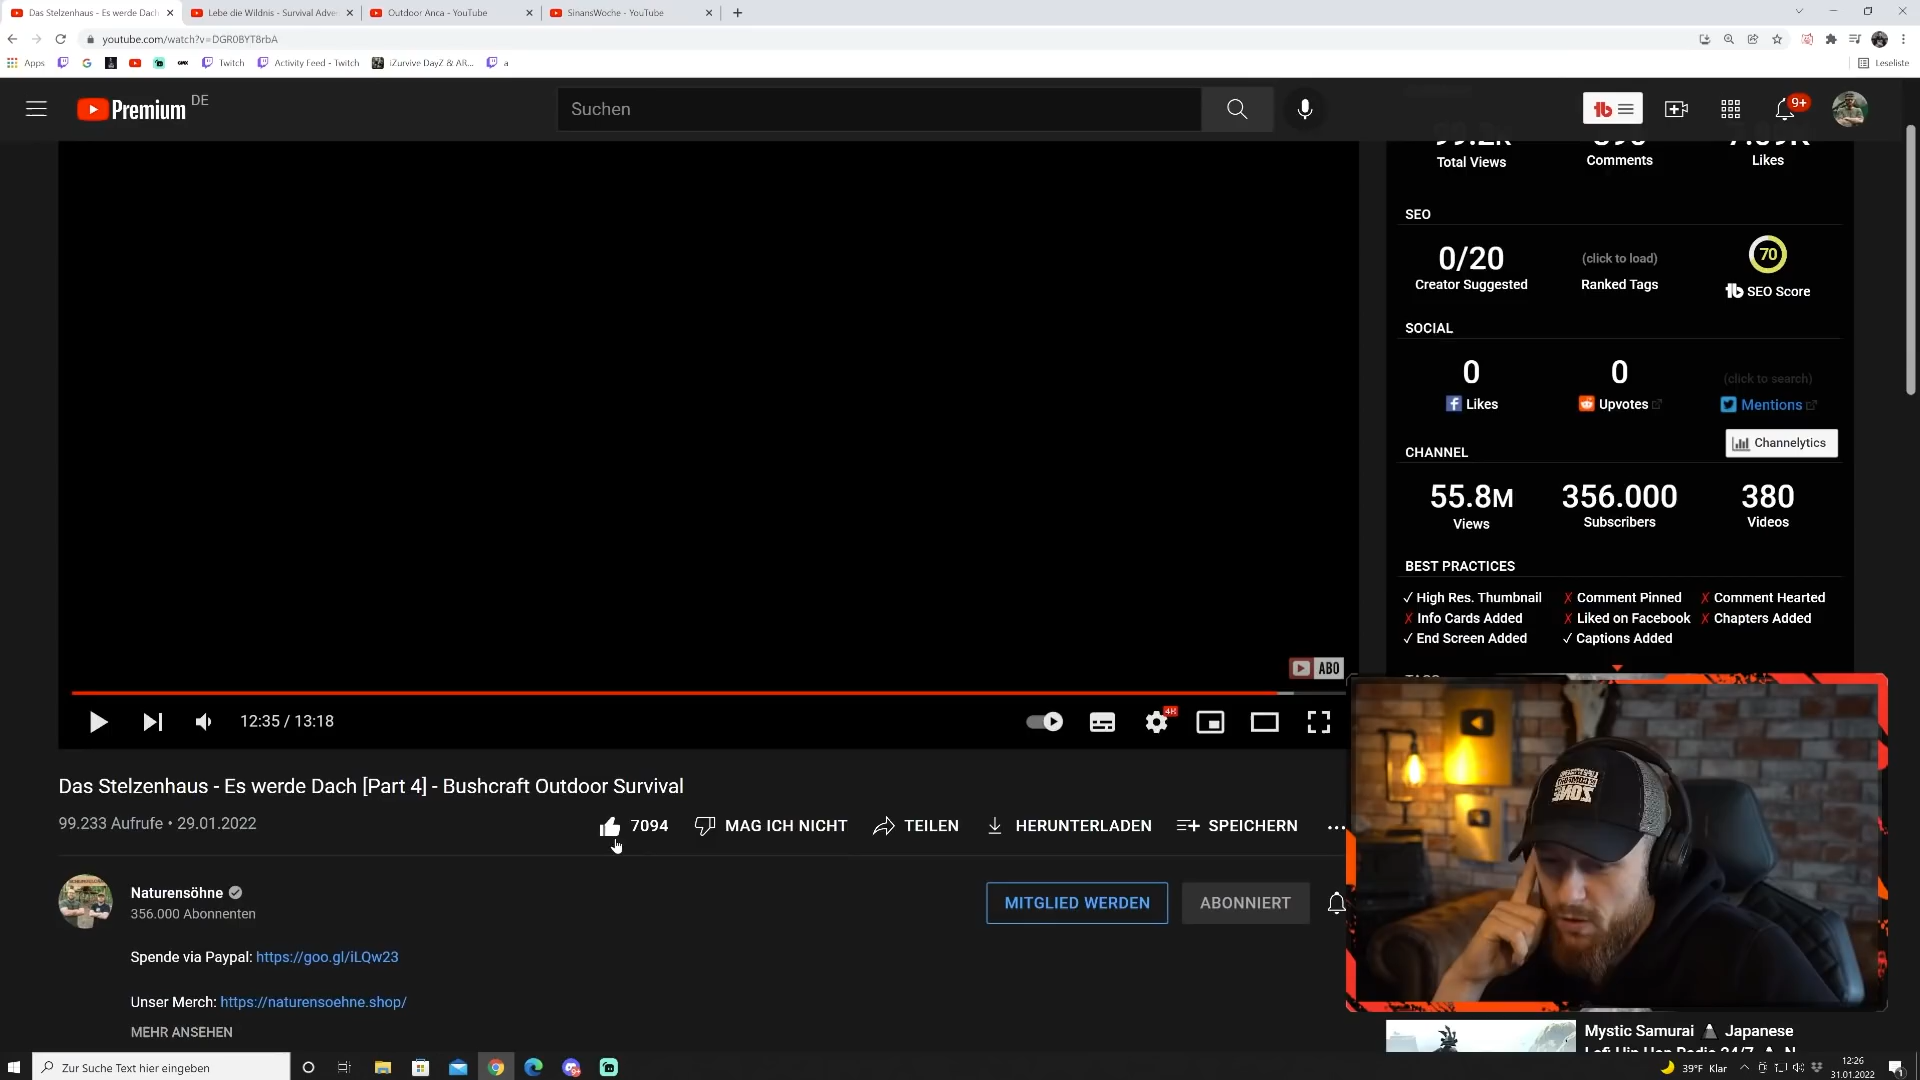 Das Stelzenhaus - Es werde Dach
Lebe die Wildnis - Survival Adve
Outdoor Anca - YouTube
SinansWoche - YouTube
youtube.com/watch?v=DGR0BYT8rbA
Apps
Twitch
Activity Feed - Twitch
iZurvive DayZ & AR...
a
Leseliste
Premium DE
Suchen
9+
Total Views
Comments
Likes
SEO
0/20
(click to load)
70
Creator Suggested
Ranked Tags
SEO Score
SOCIAL
0
0
(click to search)
Likes
Upvotes
Mentions
CHANNEL
Channelytics
55.8M
356.000
380
Views
Subscribers
Videos
BEST PRACTICES
✓ High Res. Thumbnail
✗ Comment Pinned
✗ Comment Hearted
✗ Info Cards Added
✗ Liked on Facebook
✗ Chapters Added
✓ End Screen Added
✓ Captions Added
ABO
12:35 / 13:18
4K
Das Stelzenhaus - Es werde Dach [Part 4] - Bushcraft Outdoor Survival
99.233 Aufrufe • 29.01.2022
7094
MAG ICH NICHT
TEILEN
HERUNTERLADEN
SPEICHERN
Naturensöhne
356.000 Abonnenten
MITGLIED WERDEN
ABONNIERT
Spende via Paypal: https://goo.gl/iLQw23
Unser Merch: https://naturensoehne.shop/
MEHR ANSEHEN
Mystic Samurai Japanese
Zur Suche Text hier eingeben
39°F Klar
12:26
31.01.2022